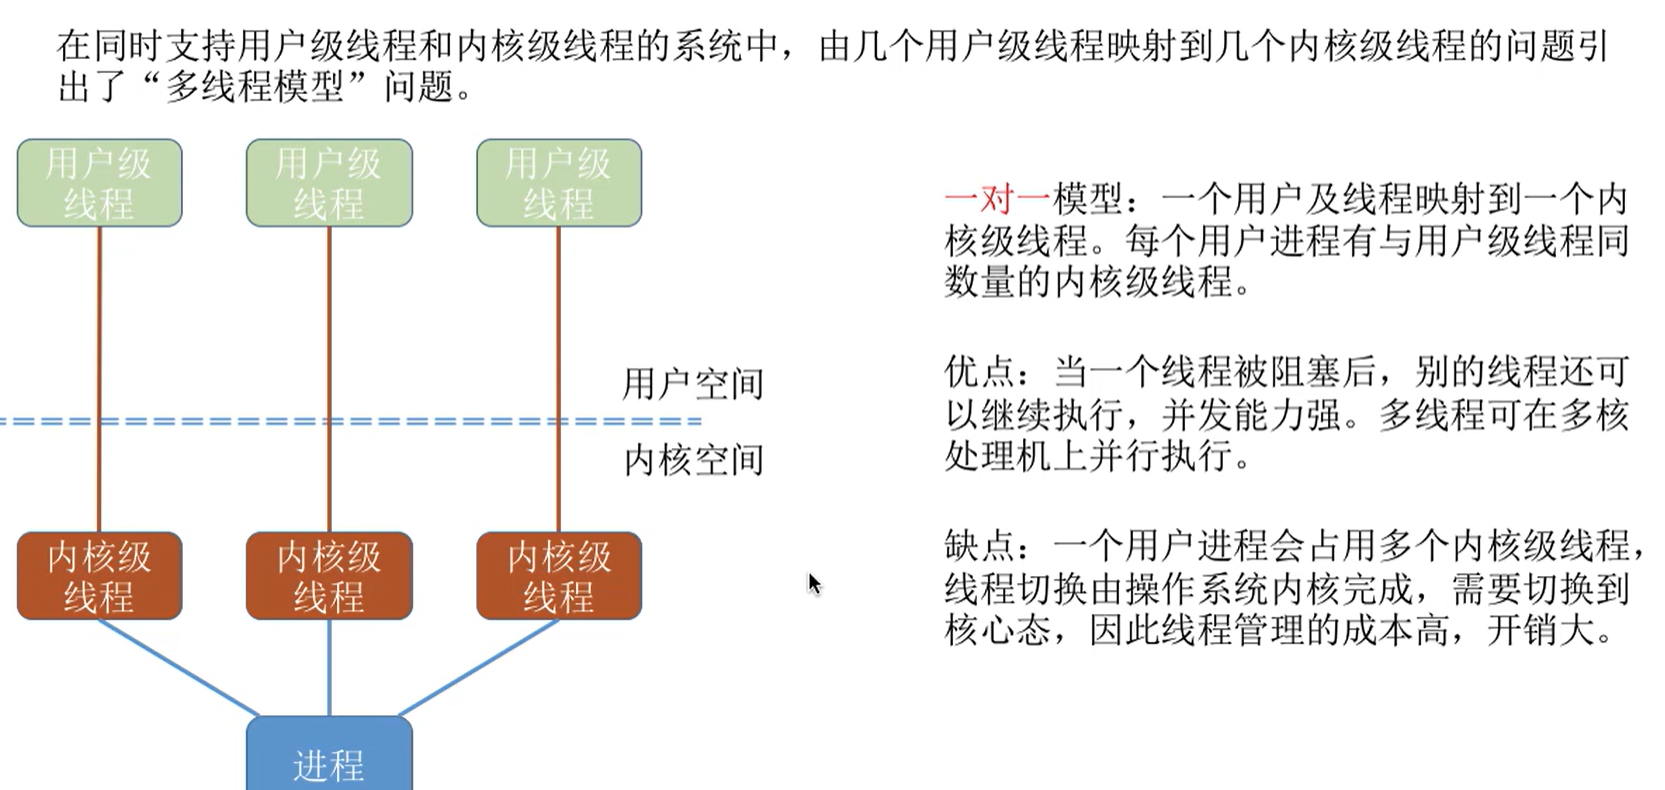 在同时支持用户级线程和内核级线程的系统中，由几个用户级线程映射到几个内核级线程的问题引
出了“多线程模型”问题。
用户级
线程
用户级
线程
用户级
线程
用户空间
内核空间
内核级
线程
内核级
线程
内核级
线程
进程
一对一模型：一个用户及线程映射到一个内
核级线程。每个用户进程有与用户级线程同
数量的内核级线程。
优点：当一个线程被阻塞后，别的线程还可
以继续执行，并发能力强。多线程可在多核
处理机上并行执行。
缺点：一个用户进程会占用多个内核级线程，
线程切换由操作系统内核完成，需要切换到
核心态，因此线程管理的成本高，开销大。